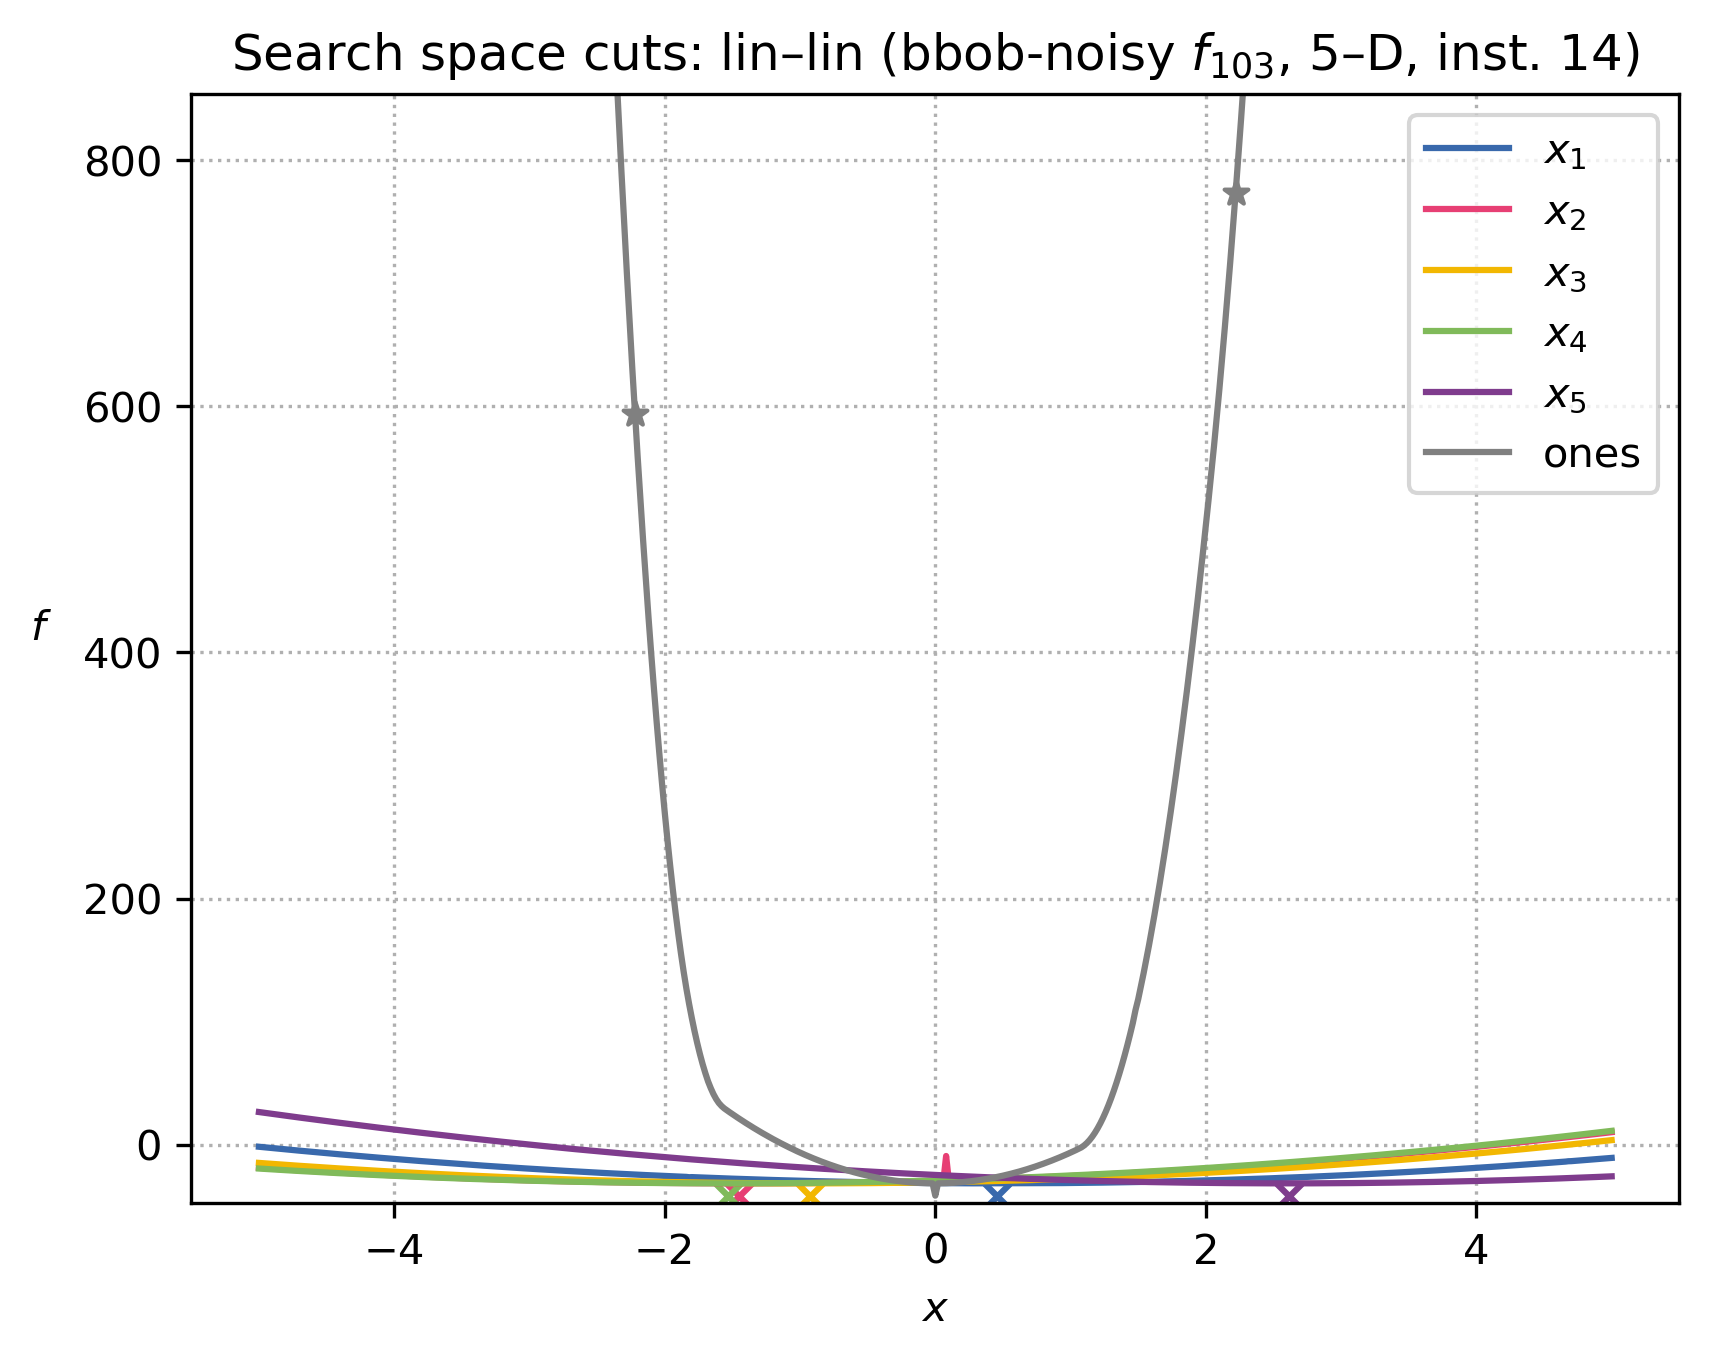 Search space cuts: lin–lin (bbob-noisy f₁₀₃, 5–D, inst. 14)
x₁
x₂
x₃
x₄
x₅
ones
800
600
400
200
0
f
−4
−2
0
2
4
x